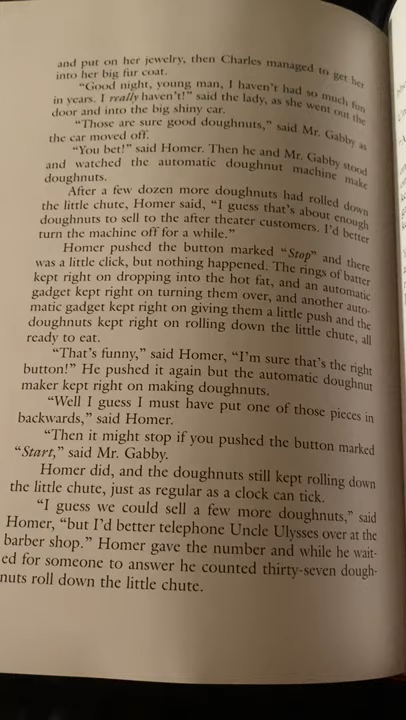 and put on her jewelry, then Charles managed to get her
into her big fur coat.
“Good night, young man, I haven’t had so much fun
in years. I really haven’t!” said the lady, as she went out the
door and into the big shiny car.
“Those are sure good doughnuts,” said Mr. Gabby as
the car moved off.
“You bet!” said Homer. Then he and Mr. Gabby stood
and watched the automatic doughnut machine make
doughnuts.
After a few dozen more doughnuts had rolled down
the little chute, Homer said, “I guess that’s about enough
doughnuts to sell to the after theater customers. I’d better
turn the machine off for a while.”
Homer pushed the button marked “Stop” and there
was a little click, but nothing happened. The rings of batter
kept right on dropping into the hot fat, and an automatic
gadget kept right on turning them over, and another auto-
matic gadget kept right on giving them a little push and the
doughnuts kept right on rolling down the little chute, all
ready to eat.
“That’s funny,” said Homer, “I’m sure that’s the right
button!” He pushed it again but the automatic doughnut
maker kept right on making doughnuts.
“Well I guess I must have put one of those pieces in
backwards,” said Homer.
“Then it might stop if you pushed the button marked
“Start,” said Mr. Gabby.
Homer did, and the doughnuts still kept rolling down
the little chute, just as regular as a clock can tick.
“I guess we could sell a few more doughnuts,” said
Homer, “but I’d better telephone Uncle Ulysses over at the
barber shop.” Homer gave the number and while he wait-
ed for someone to answer he counted thirty-seven dough-
nuts roll down the little chute.